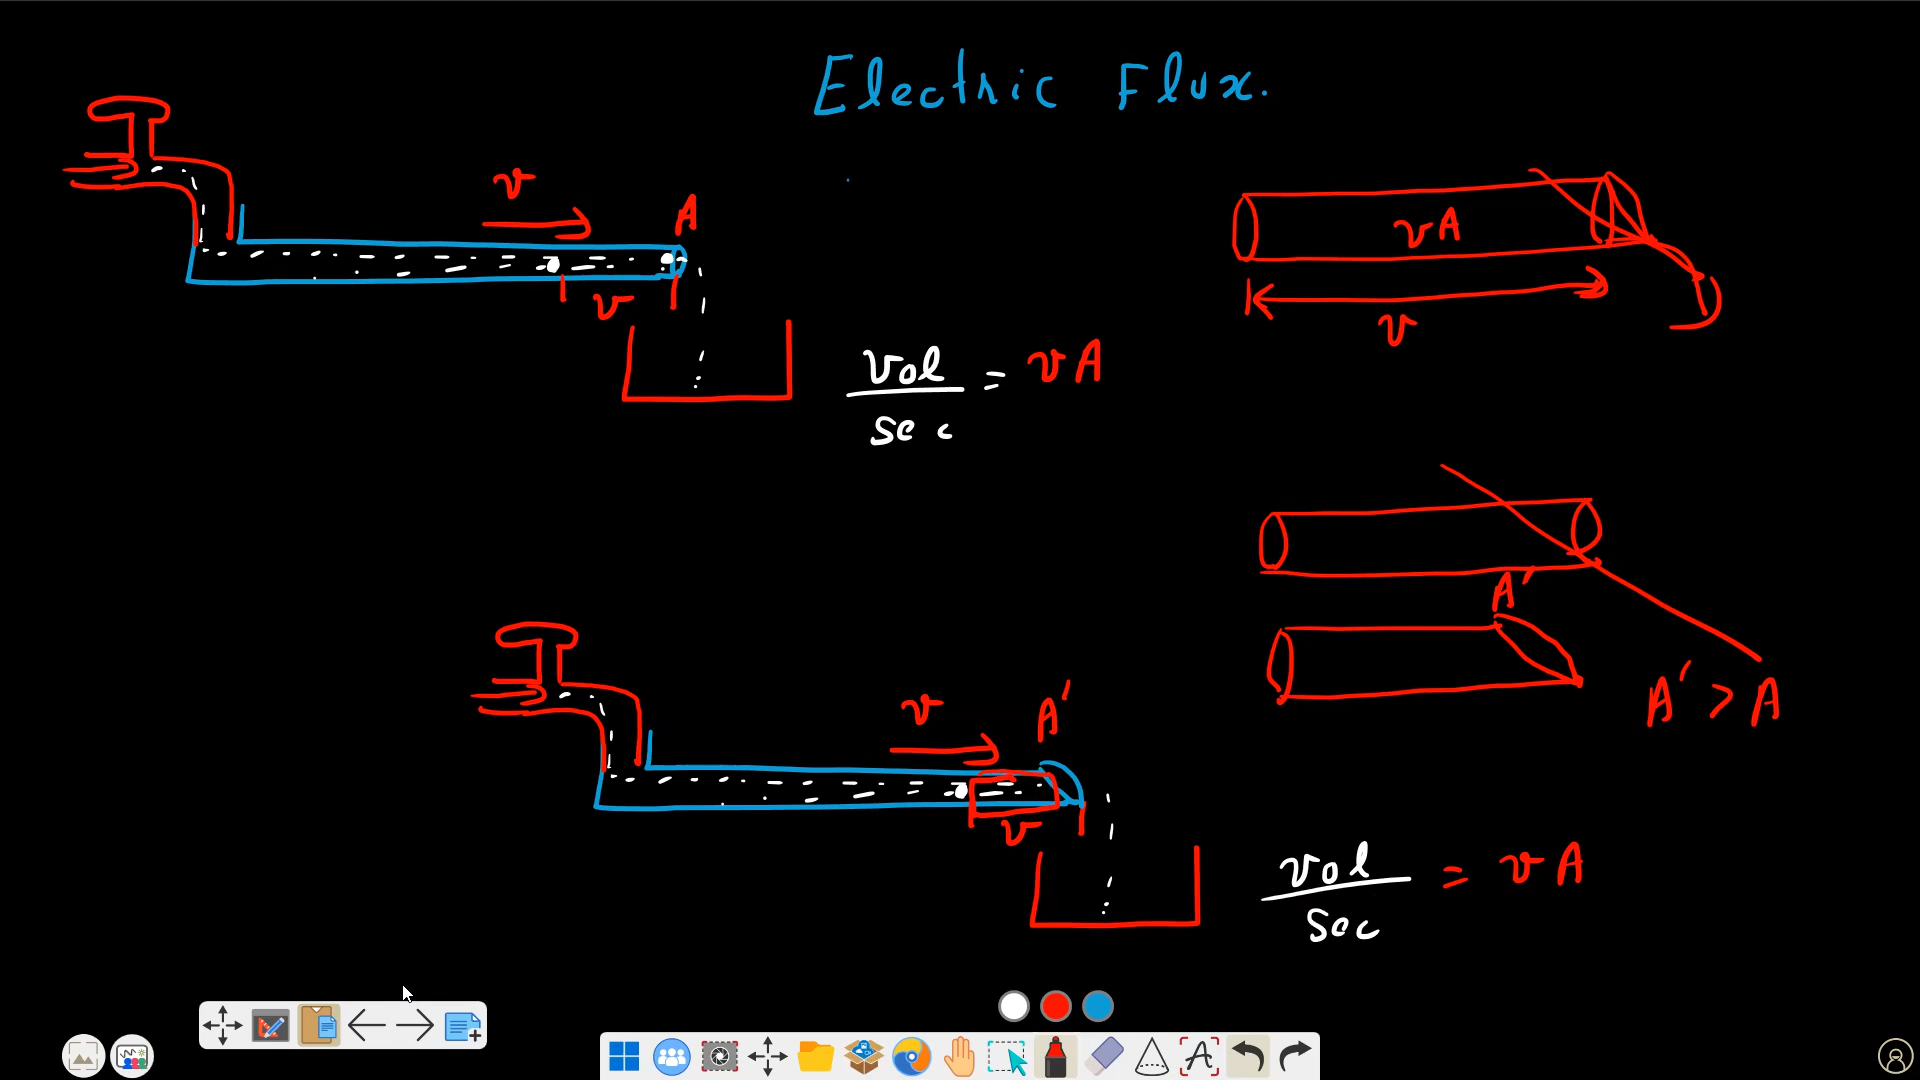 Electric Flux.
v
A
v
vA
v
vol/sec = vA
A'
A' > A
v
A'
v
vol/sec = vA